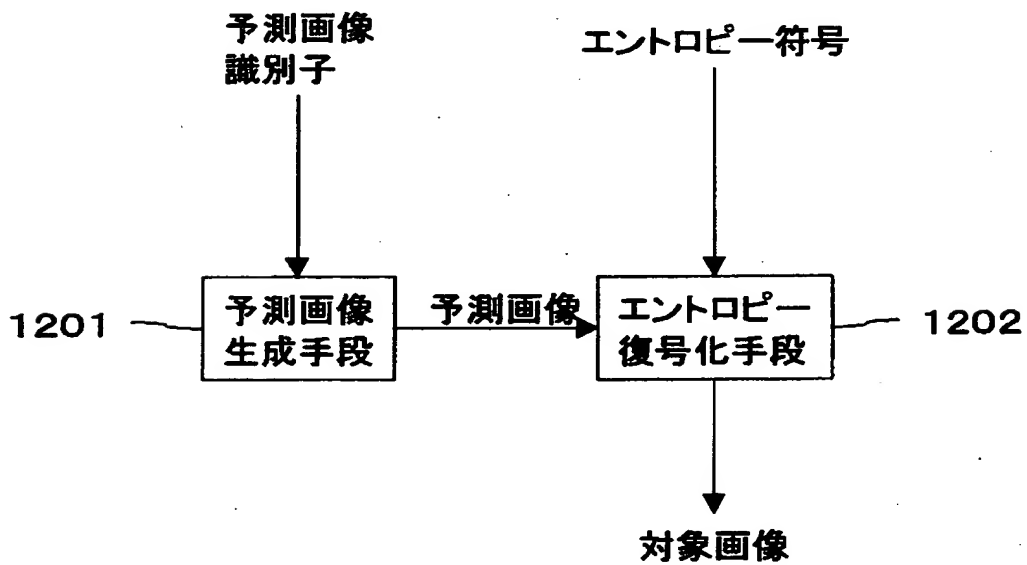 予測画像
識別子
エントロピー符号
1201
予測画像
生成手段
予測画像
エントロピー
復号化手段
1202
対象画像